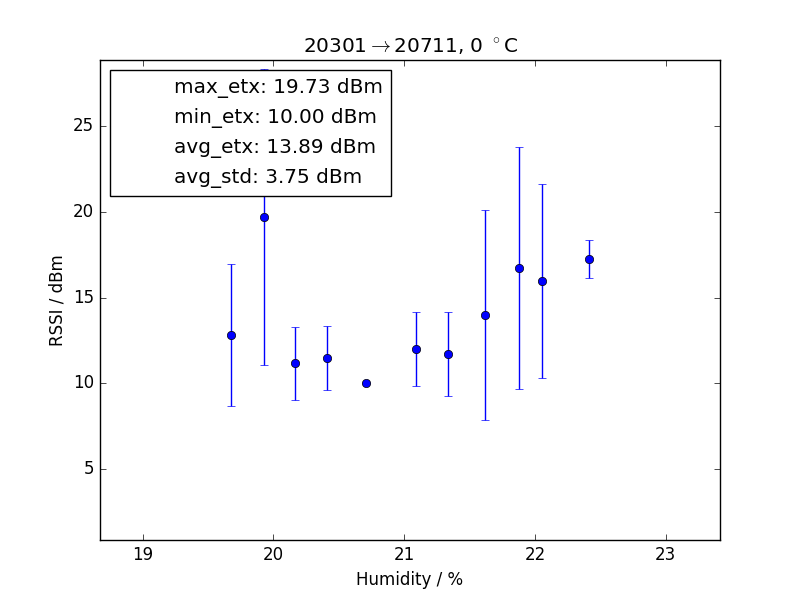 20301→20711, 0 °C
max_etx: 19.73 dBm
min_etx: 10.00 dBm
avg_etx: 13.89 dBm
avg_std: 3.75 dBm
RSSI / dBm
25
20
15
10
5
19 20 21 22 23
Humidity / %